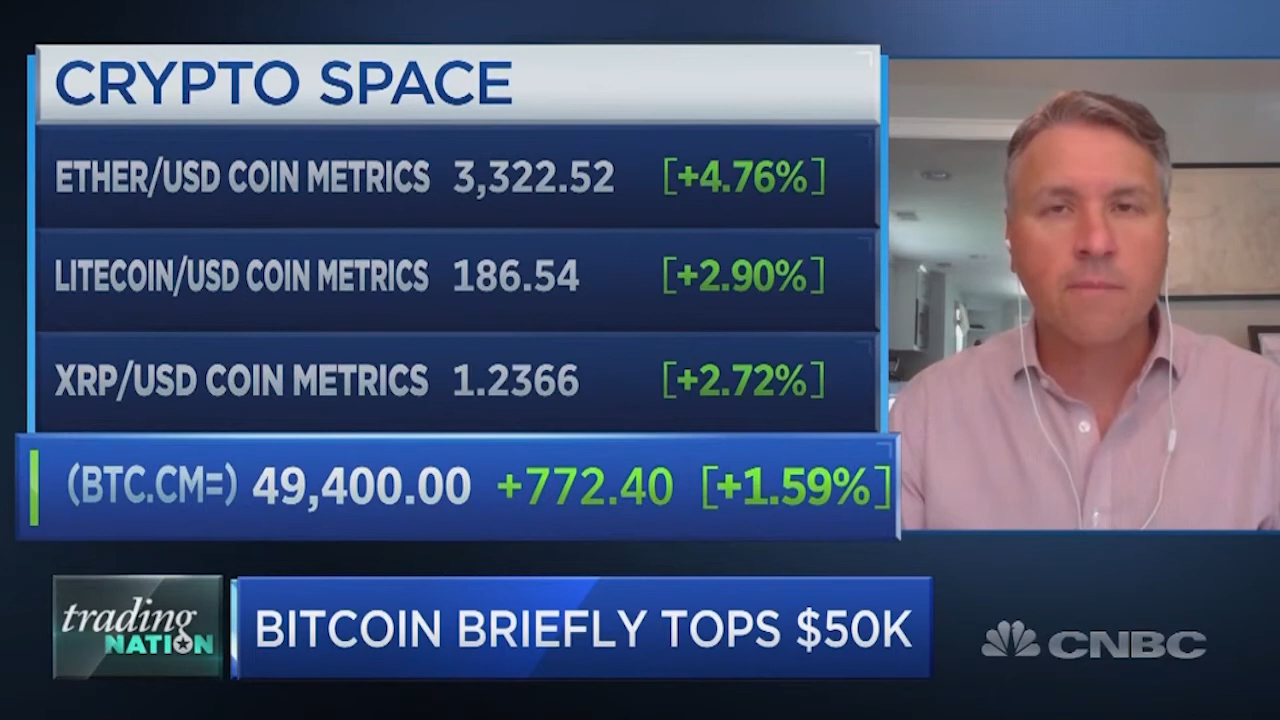 CRYPTO SPACE
ETHER/USD COIN METRICS 3,322.52 [+4.76%]
LITECOIN/USD COIN METRICS 186.54 [+2.90%]
XRP/USD COIN METRICS 1.2366 [+2.72%]
(BTC.CM=) 49,400.00 +772.40 [+1.59%]
trading
NATION
BITCOIN BRIEFLY TOPS $50K
CNBC